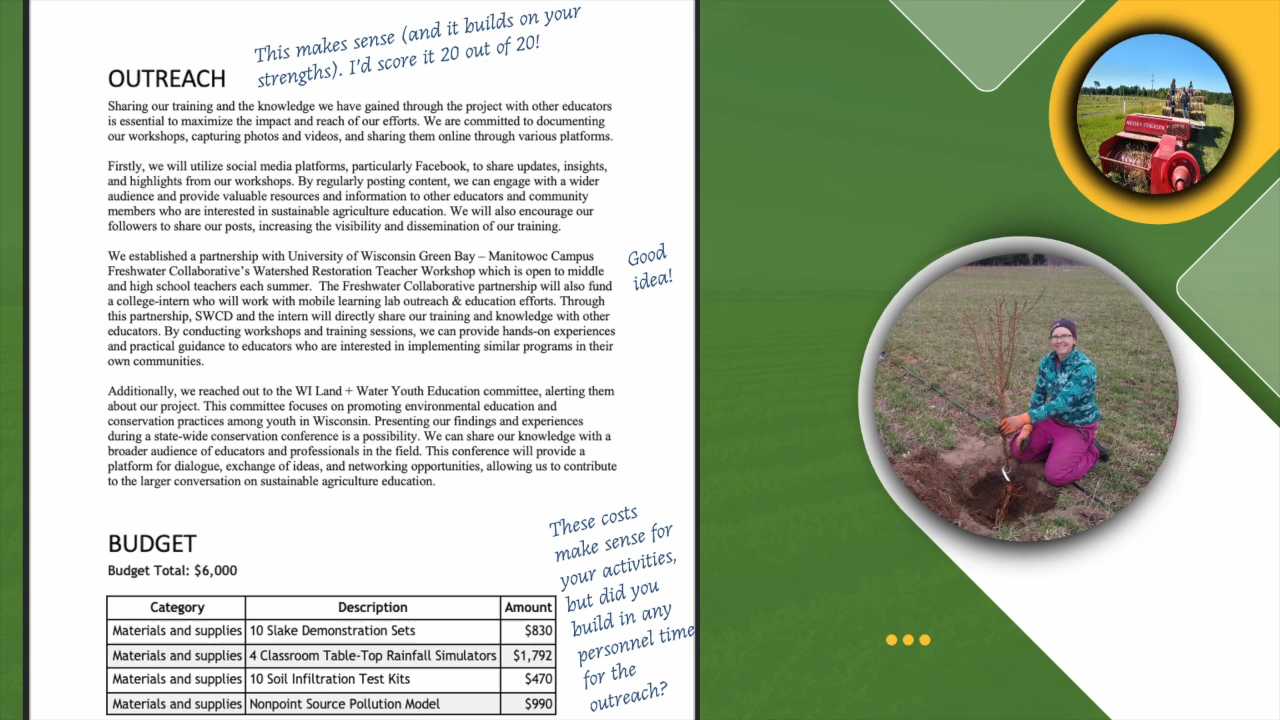 This makes sense (and it builds on your
strengths). I'd score it 20 out of 20!
OUTREACH
Sharing our training and the knowledge we have gained through the project with other educators
is essential to maximize the impact and reach of our efforts. We are committed to documenting
our workshops, capturing photos and videos, and sharing them online through various platforms.
Firstly, we will utilize social media platforms, particularly Facebook, to share updates, insights,
and highlights from our workshops. By regularly posting content, we can engage with a wider
audience and provide valuable resources and information to other educators and community
members who are interested in sustainable agriculture education. We will also encourage our
followers to share our posts, increasing the visibility and dissemination of our training.
We established a partnership with University of Wisconsin Green Bay – Manitowoc Campus
Freshwater Collaborative's Watershed Restoration Teacher Workshop which is open to middle
and high school teachers each summer.  The Freshwater Collaborative partnership will also fund
a college-intern who will work with mobile learning lab outreach & education efforts. Through
this partnership, SWCD and the intern will directly share our training and knowledge with other
educators. By conducting workshops and training sessions, we can provide hands-on experiences
and practical guidance to educators who are interested in implementing similar programs in their
own communities.
Good
idea!
Additionally, we reached out to the WI Land + Water Youth Education committee, alerting them
about our project. This committee focuses on promoting environmental education and
conservation practices among youth in Wisconsin. Presenting our findings and experiences
during a state-wide conservation conference is a possibility. We can share our knowledge with a
broader audience of educators and professionals in the field. This conference will provide a
platform for dialogue, exchange of ideas, and networking opportunities, allowing us to contribute
to the larger conversation on sustainable agriculture education.
BUDGET
Budget Total: $6,000
Category Description Amount
Materials and supplies 10 Slake Demonstration Sets $830
Materials and supplies 4 Classroom Table-Top Rainfall Simulators $1,792
Materials and supplies 10 Soil Infiltration Test Kits $470
Materials and supplies Nonpoint Source Pollution Model $990
These costs
make sense for
your activities,
but did you
build in any
personnel time
for the
outreach?
MASSEY-FERGUSON